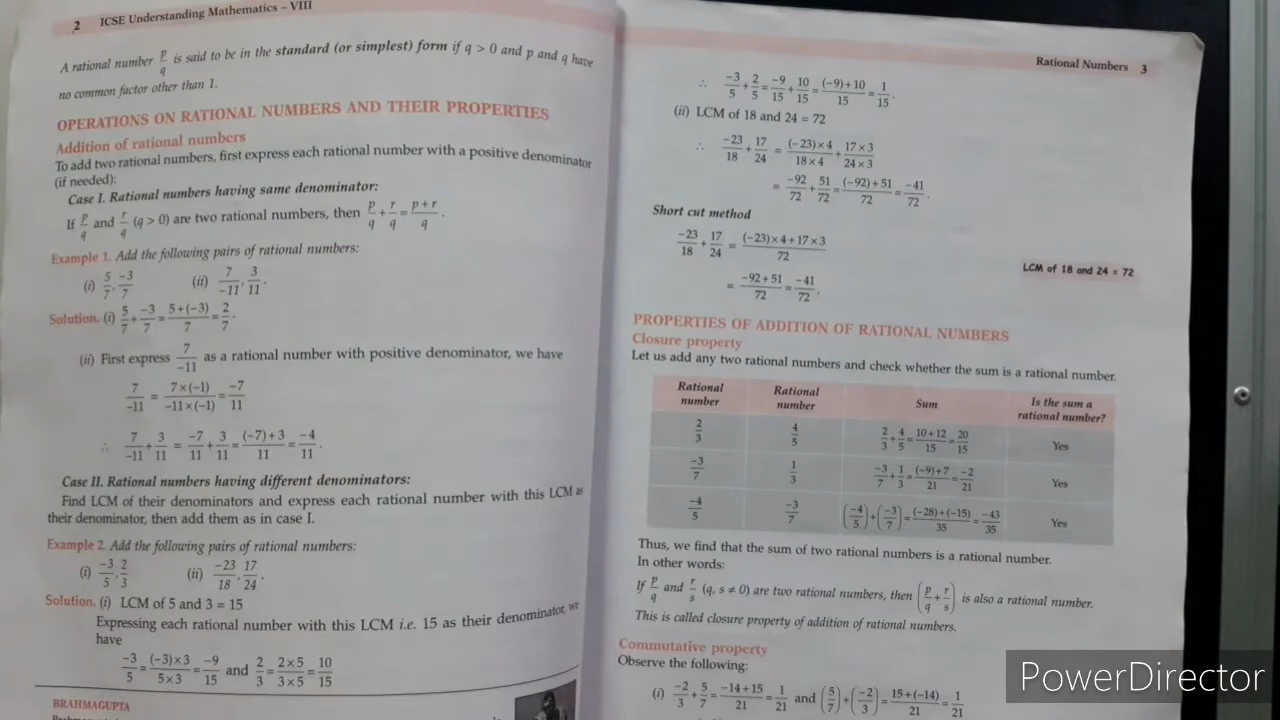 2 ICSE Understanding Mathematics – VIII
A rational number p/q is said to be in the standard (or simplest) form if q > 0 and p and q have
no common factor other than 1.
OPERATIONS ON RATIONAL NUMBERS AND THEIR PROPERTIES
Addition of rational numbers
To add two rational numbers, first express each rational number with a positive denominator
(if needed):
Case I. Rational numbers having same denominator:
If p/q and r/q (q > 0) are two rational numbers, then p/q + r/q = (p + r)/q .
Example 1. Add the following pairs of rational numbers:
(i) 5/7, -3/7 (ii) 7/-11, 3/11.
Solution. (i) 5/7 + -3/7 = (5+(-3))/7 = 2/7.
(ii) First express 7/-11 as a rational number with positive denominator, we have
7/-11 = (7×(-1))/(-11×(-1)) = -7/11
∴ 7/-11 + 3/11 = -7/11 + 3/11 = ((-7)+3)/11 = -4/11.
Case II. Rational numbers having different denominators:
Find LCM of their denominators and express each rational number with this LCM as
their denominator, then add them as in case I.
Example 2. Add the following pairs of rational numbers:
(i) -3/5, 2/3 (ii) -23/18, 17/24.
Solution. (i) LCM of 5 and 3 = 15
Expressing each rational number with this LCM i.e. 15 as their denominator, we
have
-3/5 = ((-3)×3)/(5×3) = -9/15 and 2/3 = (2×5)/(3×5) = 10/15
BRAHMAGUPTA
Rational Numbers 3
∴ -3/5 + 2/5 = -9/15 + 10/15 = ((-9)+10)/15 = 1/15.
(ii) LCM of 18 and 24 = 72
∴ -23/18 + 17/24 = ((-23)×4)/(18×4) + (17×3)/(24×3)
= -92/72 + 51/72 = ((-92)+51)/72 = -41/72.
Short cut method
-23/18 + 17/24 = ((-23)×4+17×3)/72
LCM of 18 and 24 = 72
= (-92+51)/72 = -41/72.
PROPERTIES OF ADDITION OF RATIONAL NUMBERS
Closure property
Let us add any two rational numbers and check whether the sum is a rational number.
Rational number Rational number Sum Is the sum a rational number?
2/3 4/5 2/3 + 4/5 = (10+12)/15 = 20/15 Yes
-3/7 1/3 -3/7 + 1/3 = ((-9)+7)/21 = -2/21 Yes
-4/5 -3/7 (-4/5) + (-3/7) = ((-28)+(-15))/35 = -43/35 Yes
Thus, we find that the sum of two rational numbers is a rational number.
In other words:
If p/q and r/s (q, s ≠ 0) are two rational numbers, then (p/q + r/s) is also a rational number.
This is called closure property of addition of rational numbers.
Commutative property
Observe the following:
(i) -2/3 + 5/7 = (-14+15)/21 = 1/21 and (5/7) + (-2/3) = (15+(-14))/21 = 1/21
PowerDirector